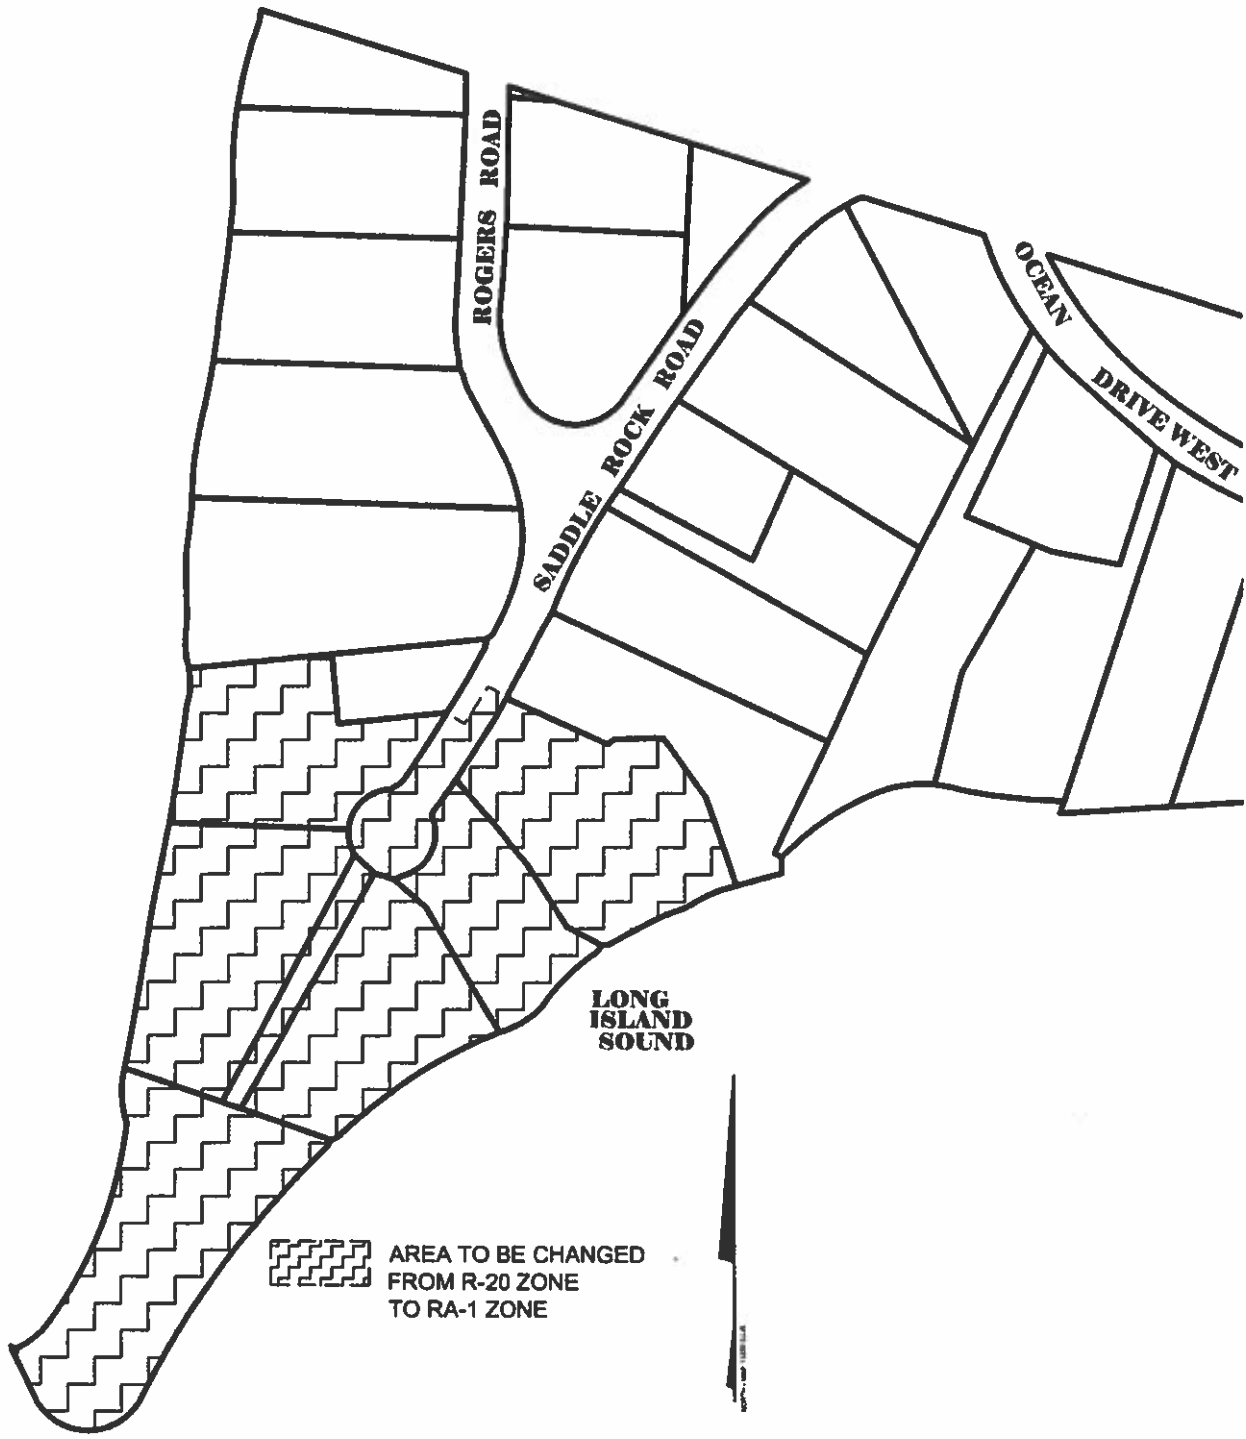 ROGERS ROAD
SADDLE ROCK ROAD
OCEAN DRIVE WEST
LONG
ISLAND
SOUND
AREA TO BE CHANGED
FROM R-20 ZONE
TO RA-1 ZONE